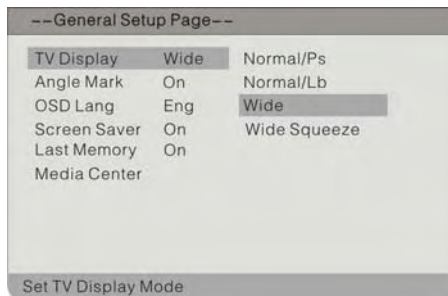 --General Setup Page--
TV Display Wide Normal/Ps
Angle Mark On Normal/Lb
OSD Lang Eng Wide
Screen Saver On Wide Squeeze
Last Memory On
Media Center
Set TV Display Mode